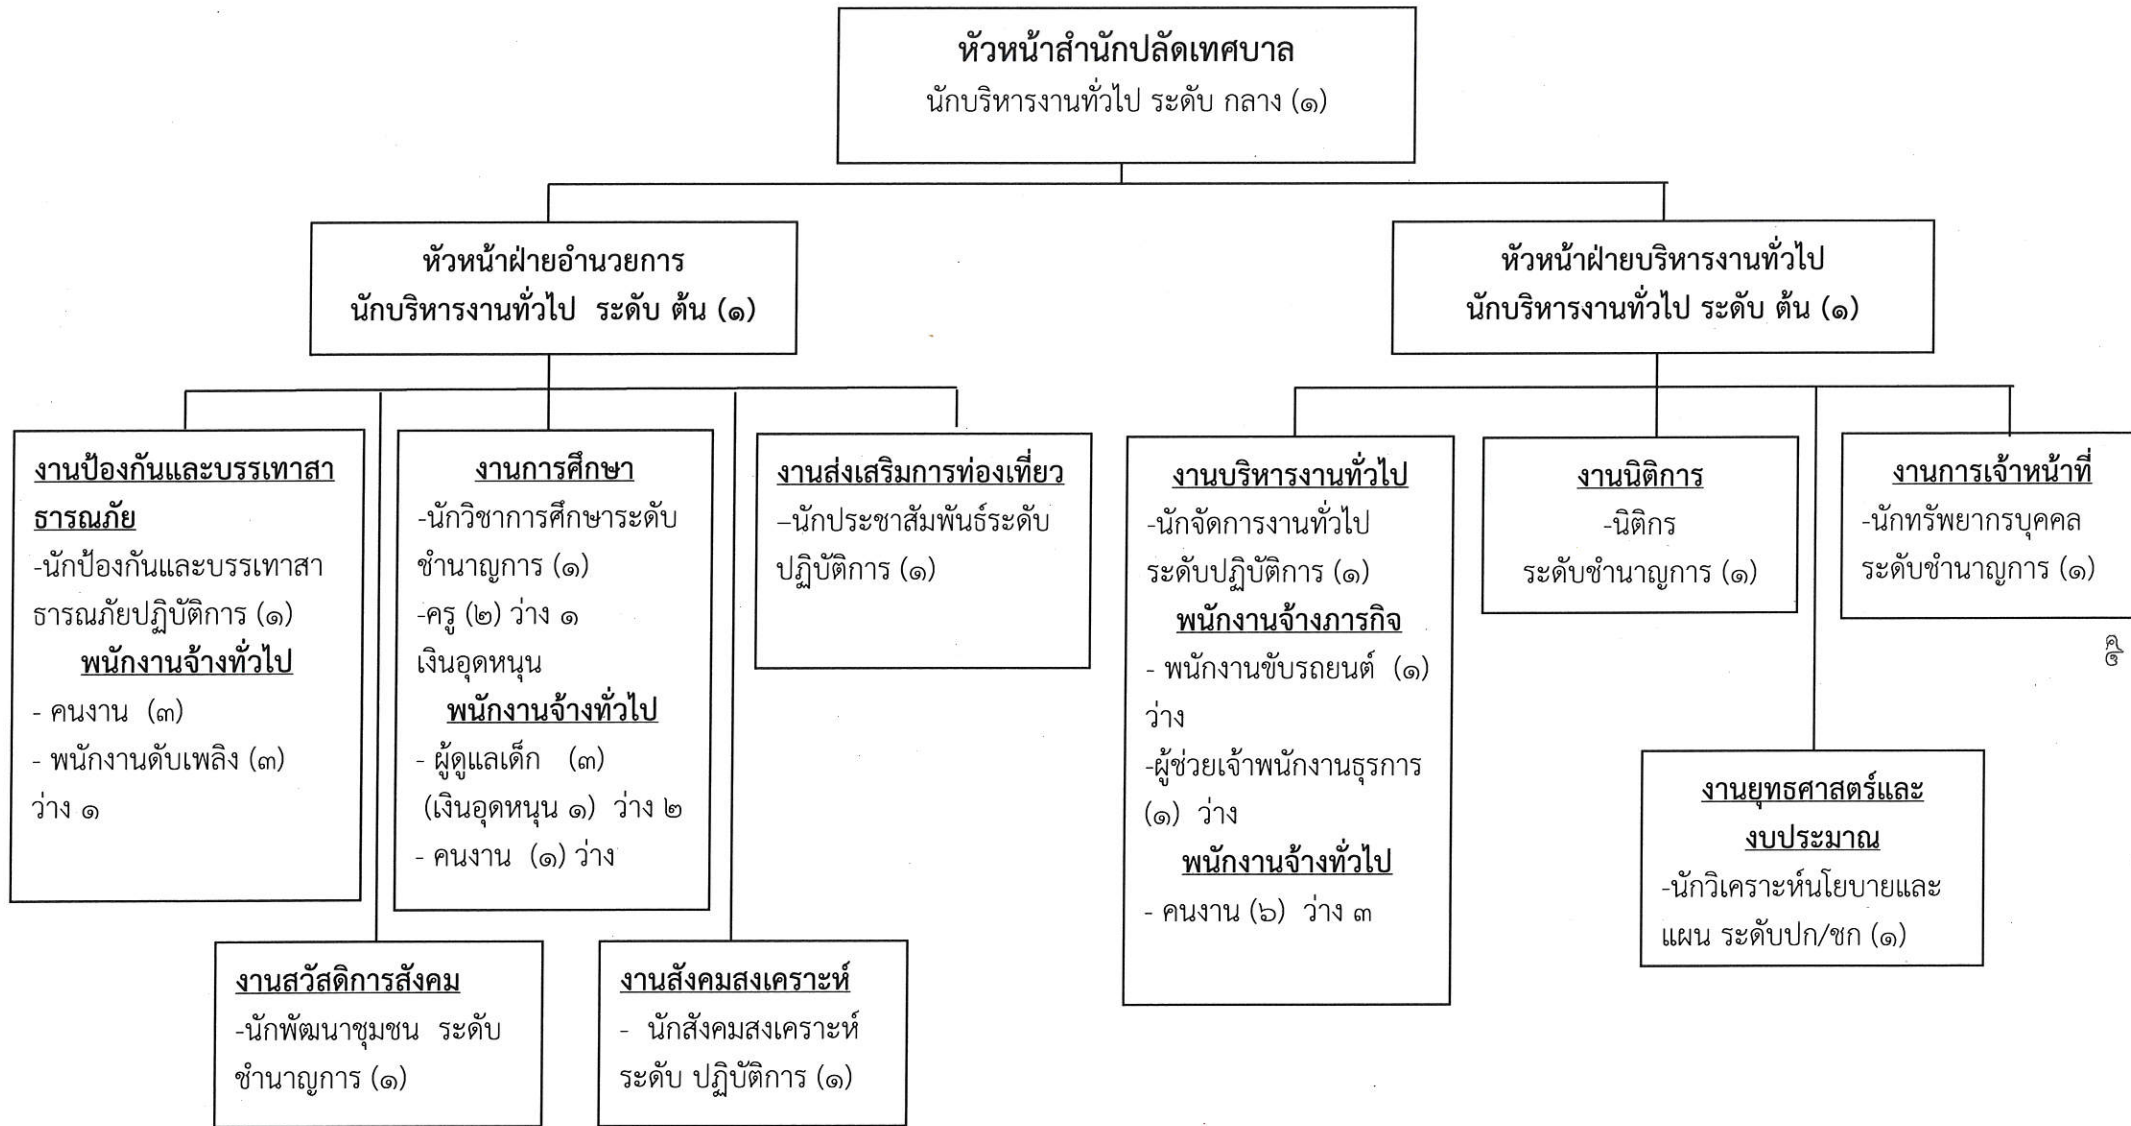 หัวหน้าสำนักปลัดเทศบาล
นักบริหารงานทั่วไป ระดับ กลาง (๑)
หัวหน้าฝ่ายอำนวยการ
นักบริหารงานทั่วไป ระดับ ต้น (๑)
หัวหน้าฝ่ายบริหารงานทั่วไป
นักบริหารงานทั่วไป ระดับ ต้น (๑)
งานป้องกันและบรรเทาสา
ธารณภัย
-นักป้องกันและบรรเทาสา
ธารณภัยปฏิบัติการ (๑)
พนักงานจ้างทั่วไป
- คนงาน (๓)
- พนักงานดับเพลิง (๓)
ว่าง ๑
งานการศึกษา
-นักวิชาการศึกษาระดับ
ชำนาญการ (๑)
-ครู (๒) ว่าง ๑
เงินอุดหนุน
พนักงานจ้างทั่วไป
- ผู้ดูแลเด็ก (๓)
(เงินอุดหนุน ๑) ว่าง ๒
- คนงาน (๑) ว่าง
งานส่งเสริมการท่องเที่ยว
–นักประชาสัมพันธ์ระดับ
ปฏิบัติการ (๑)
งานบริหารงานทั่วไป
-นักจัดการงานทั่วไป
ระดับปฏิบัติการ (๑)
พนักงานจ้างภารกิจ
- พนักงานขับรถยนต์ (๑)
ว่าง
-ผู้ช่วยเจ้าพนักงานธุรการ
(๑) ว่าง
พนักงานจ้างทั่วไป
- คนงาน (๖) ว่าง ๓
งานนิติการ
-นิติกร
ระดับชำนาญการ (๑)
งานการเจ้าหน้าที่
-นักทรัพยากรบุคคล
ระดับชำนาญการ (๑)
งานยุทธศาสตร์และ
งบประมาณ
-นักวิเคราะห์นโยบายและ
แผน ระดับปก/ชก (๑)
งานสวัสดิการสังคม
-นักพัฒนาชุมชน ระดับ
ชำนาญการ (๑)
งานสังคมสงเคราะห์
- นักสังคมสงเคราะห์
ระดับ ปฏิบัติการ (๑)